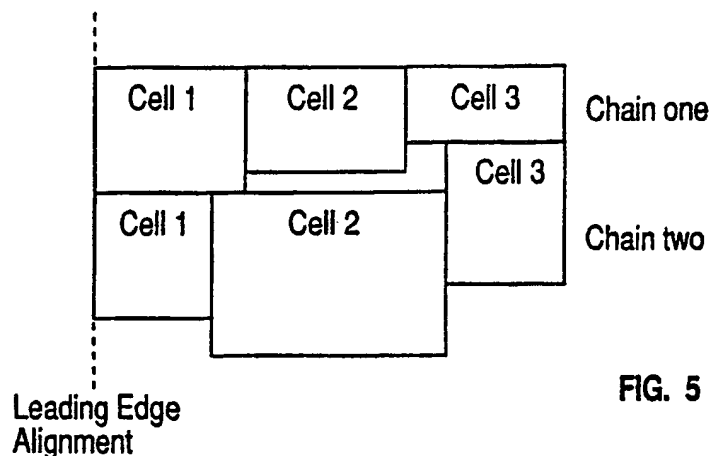 Cell 1 Cell 2 Cell 3 Chain one
Cell 1 Cell 2 Cell 3 Chain two
FIG. 5
Leading Edge
Alignment